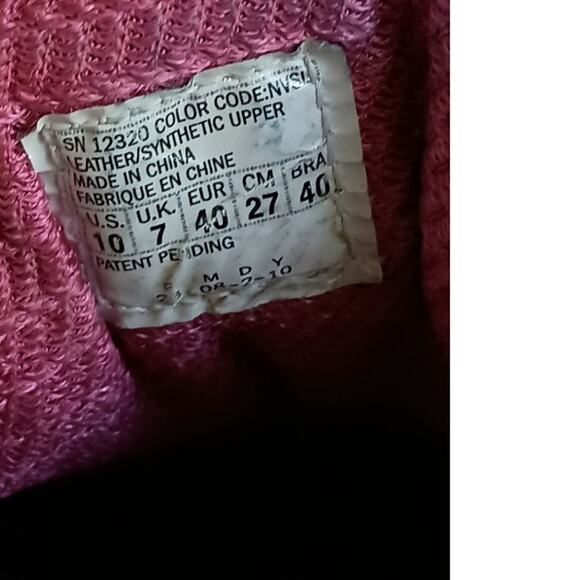 SN 12320 COLOR CODE:NVSL
LEATHER/SYNTHETIC UPPER
MADE IN CHINA
FABRIQUE EN CHINE
U.S. U.K. EUR CM BRA
10 7 40 27 40
PATENT PENDING
M D Y
08-2-10